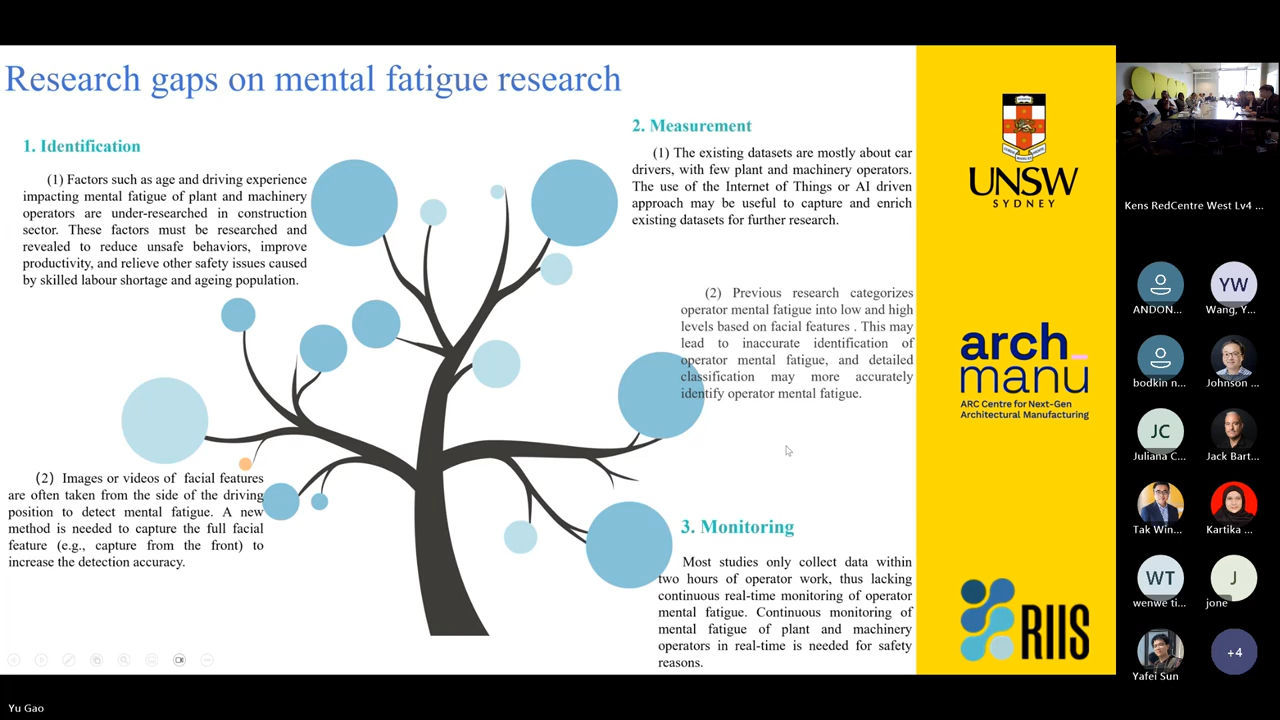 Research gaps on mental fatigue research
1. Identification
(1) Factors such as age and driving experience
impacting mental fatigue of plant and machinery
operators are under-researched in construction
sector. These factors must be researched and
revealed to reduce unsafe behaviors, improve
productivity, and relieve other safety issues caused
by skilled labour shortage and ageing population.
(2) Images or videos of facial features
are often taken from the side of the driving
position to detect mental fatigue. A new
method is needed to capture the full facial
feature (e.g., capture from the front) to
increase the detection accuracy.
2. Measurement
(1) The existing datasets are mostly about car
drivers, with few plant and machinery operators.
The use of the Internet of Things or AI driven
approach may be useful to capture and enrich
existing datasets for further research.
(2) Previous research categorizes
operator mental fatigue into low and high
levels based on facial features . This may
lead to inaccurate identification of
operator mental fatigue, and detailed
classification may more accurately
identify operator mental fatigue.
3. Monitoring
Most studies only collect data within
two hours of operator work, thus lacking
continuous real-time monitoring of operator
mental fatigue. Continuous monitoring of
mental fatigue of plant and machinery
operators in real-time is needed for safety
reasons.
UNSW
SYDNEY
arch_
manu
ARC Centre for Next-Gen
Architectural Manufacturing
RIIS
Kens RedCentre West Lv4 ...
ANDON...
YW
Wang, Y...
bodkin n...
Johnson ...
JC
Juliana C...
Jack Bart...
Tak Win...
Kartika ...
WT
wenwe ti...
J
jone
Yafei Sun
+4
Yu Gao